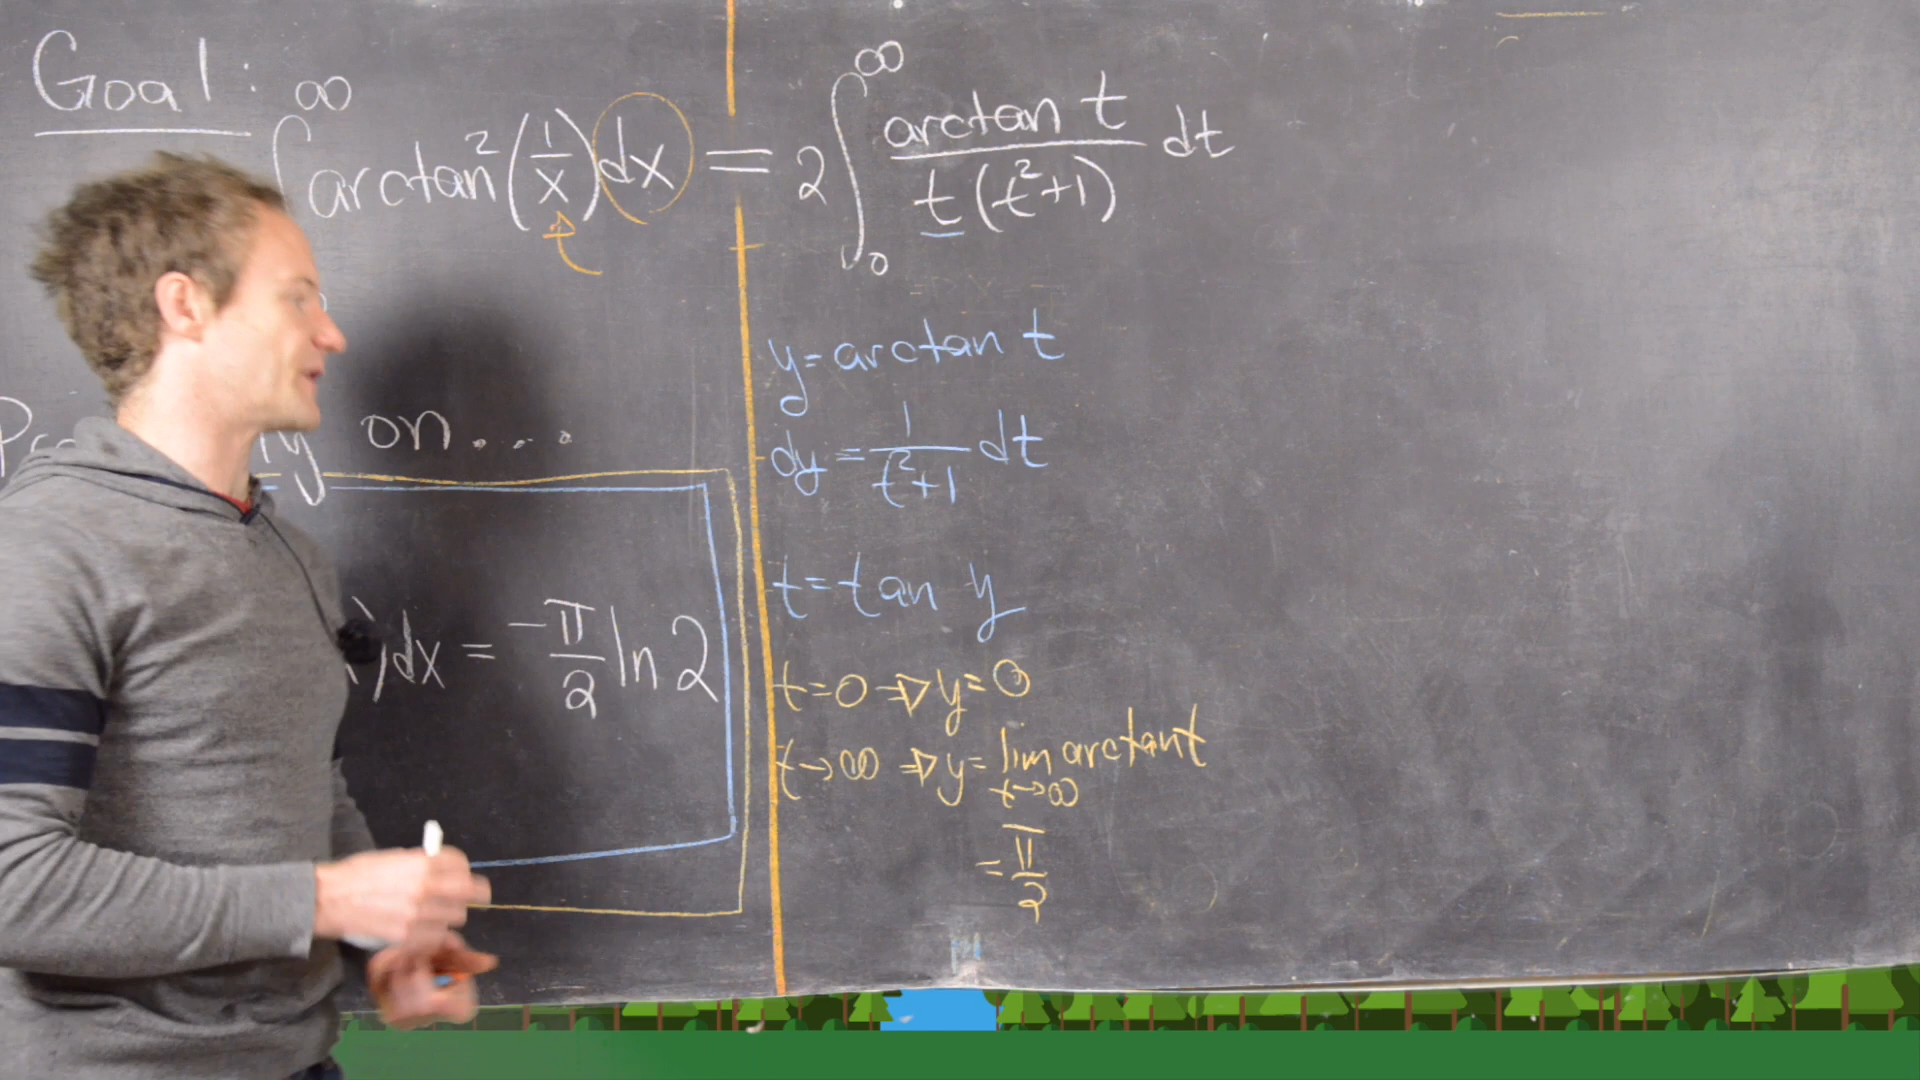 Goal:
∫^∞ arctan²(1/x)dx = 2∫_0^∞ arctan t / t(t²+1) dt
y = arctan t
dy = 1/(t²+1) dt
on...
t = tan y
)dx = -π/2 ln 2
t=0 ⇒ y=0
t→∞ ⇒ y= lim arctan t
t→∞
= π/2